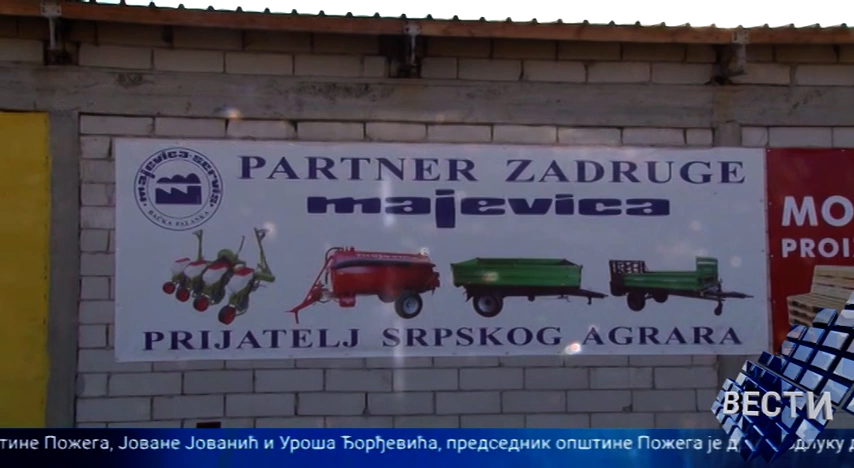 majevica-servis
BAČKA PALANKA
PARTNER ZADRUGE
majevica
PRIJATELJ SRPSKOG AGRARA
MO
PROI
ВЕСТИ
тине Пожега, Јоване Јованић и Уроша Ђорђевића, председник општине Пожега је